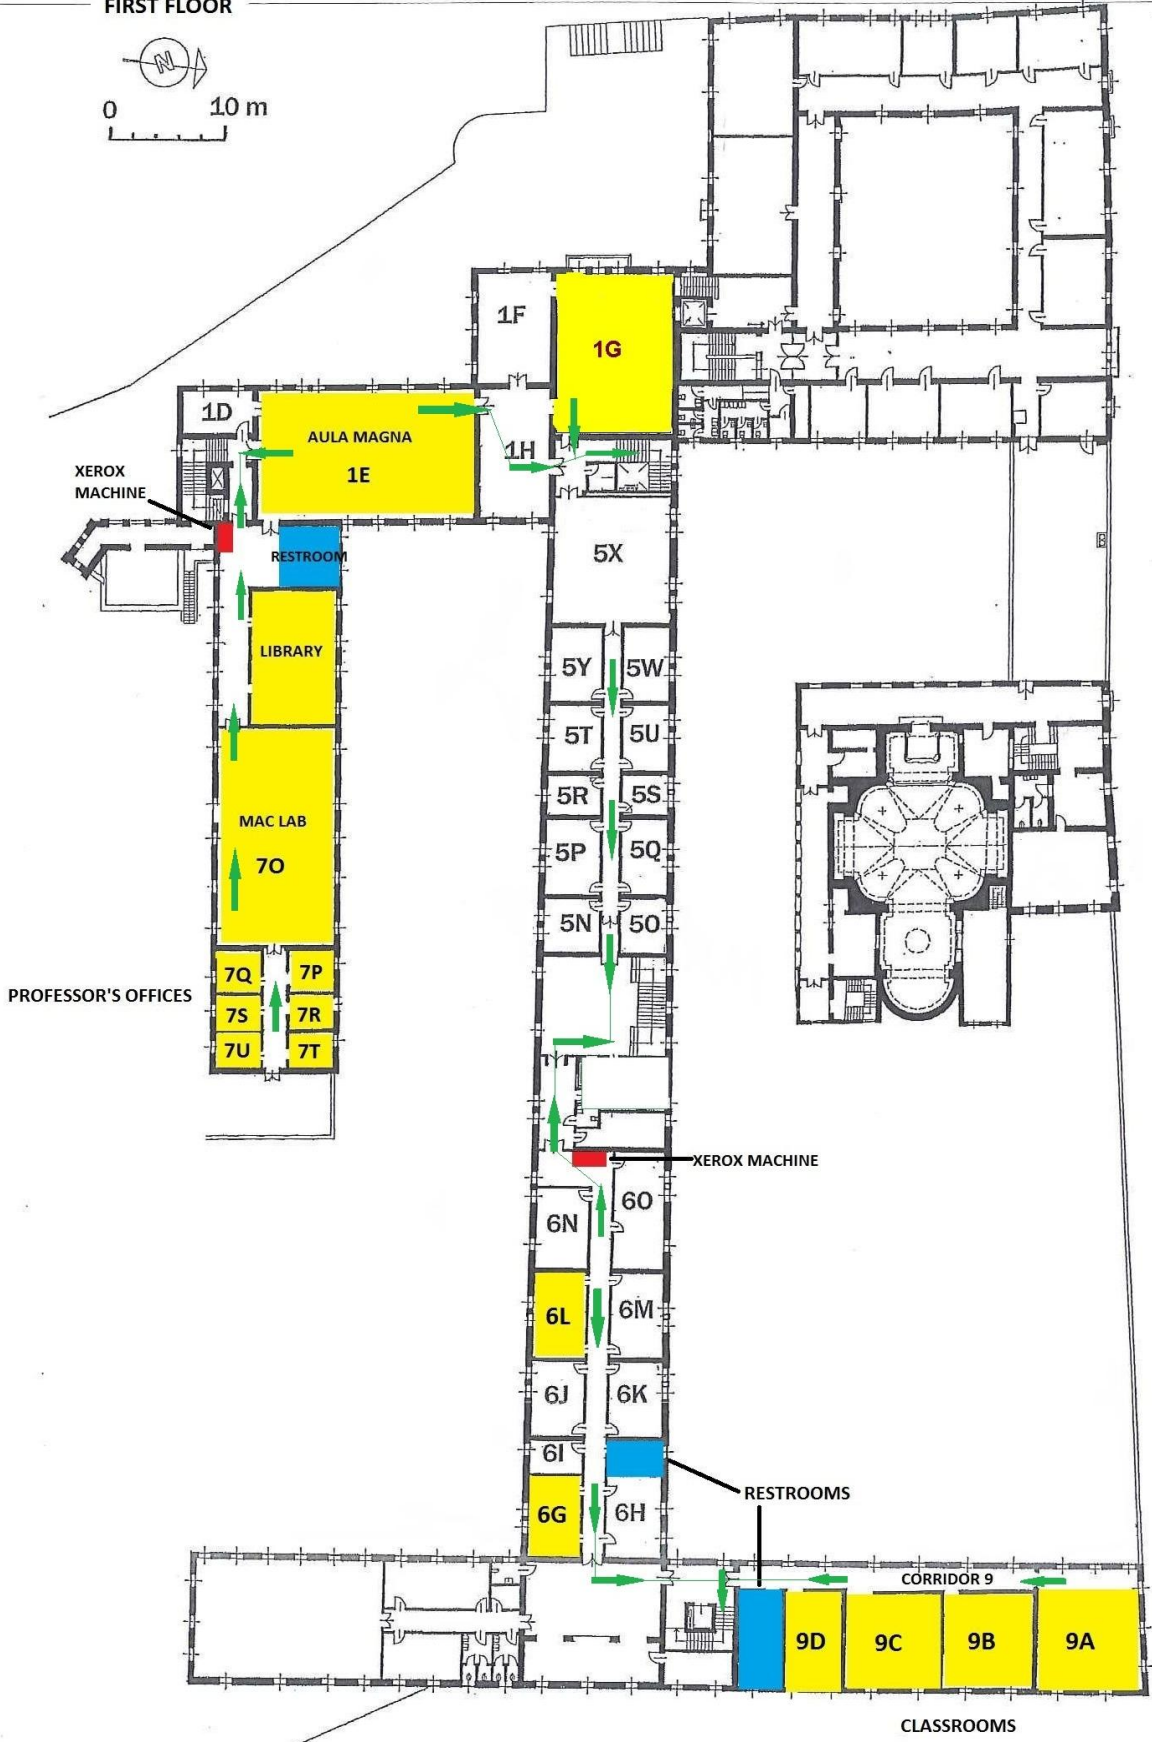 FIRST FLOOR
N
0 10 m
1F
1G
1D
AULA MAGNA
1E
1H
XEROX
MACHINE
RESTROOM
5X
LIBRARY
5Y 5W
5T 5U
5R 5S
MAC LAB
7O
5P 5Q
5N 5O
7Q 7P
PROFESSOR'S OFFICES
7S 7R
7U 7T
XEROX MACHINE
6O
6N
6L 6M
6J 6K
6I
RESTROOMS
6G 6H
CORRIDOR 9
9D 9C 9B 9A
CLASSROOMS